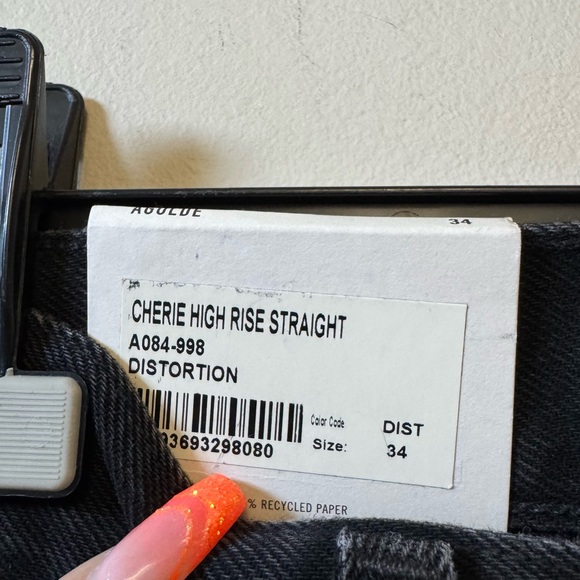 AGOLDE 34
CHERIE HIGH RISE STRAIGHT
A084-998
DISTORTION
Color Code DIST
93693298080 Size: 34
% RECYCLED PAPER